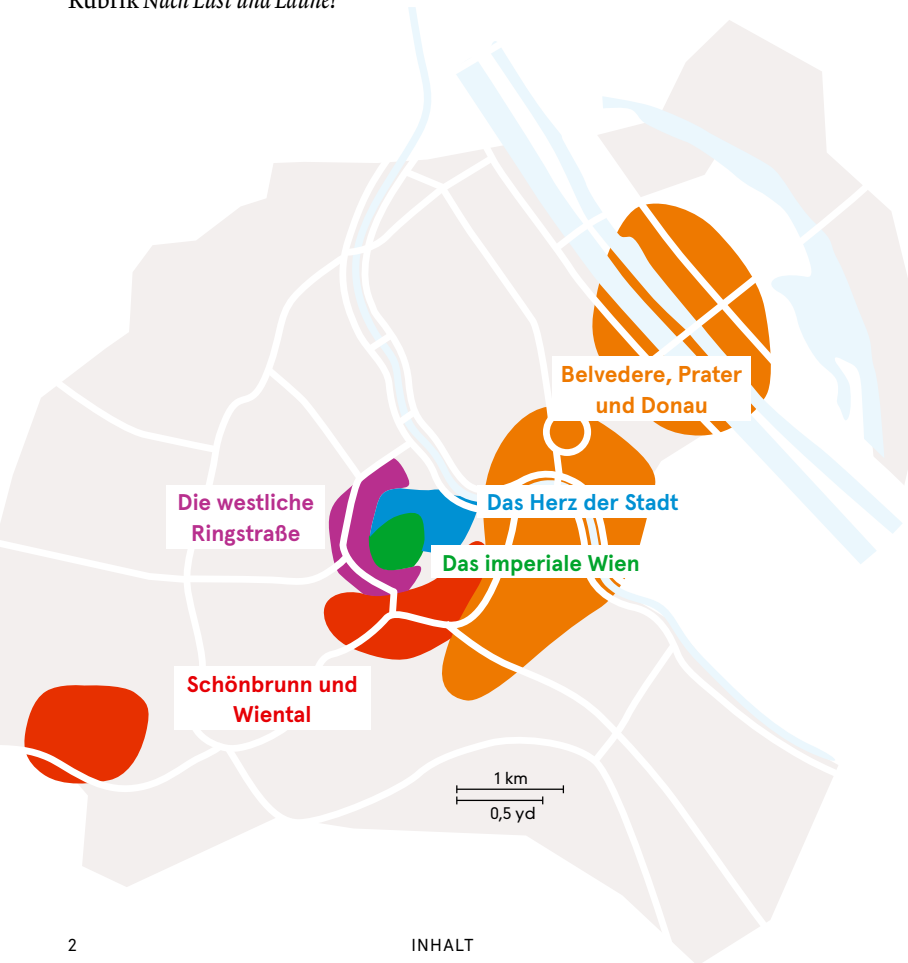 Rubrik Nach Lust und Laune!
Belvedere, Prater
und Donau
Die westliche
Ringstraße
Das Herz der Stadt
Das imperiale Wien
Schönbrunn und
Wiental
1 km
0,5 yd
2
INHALT